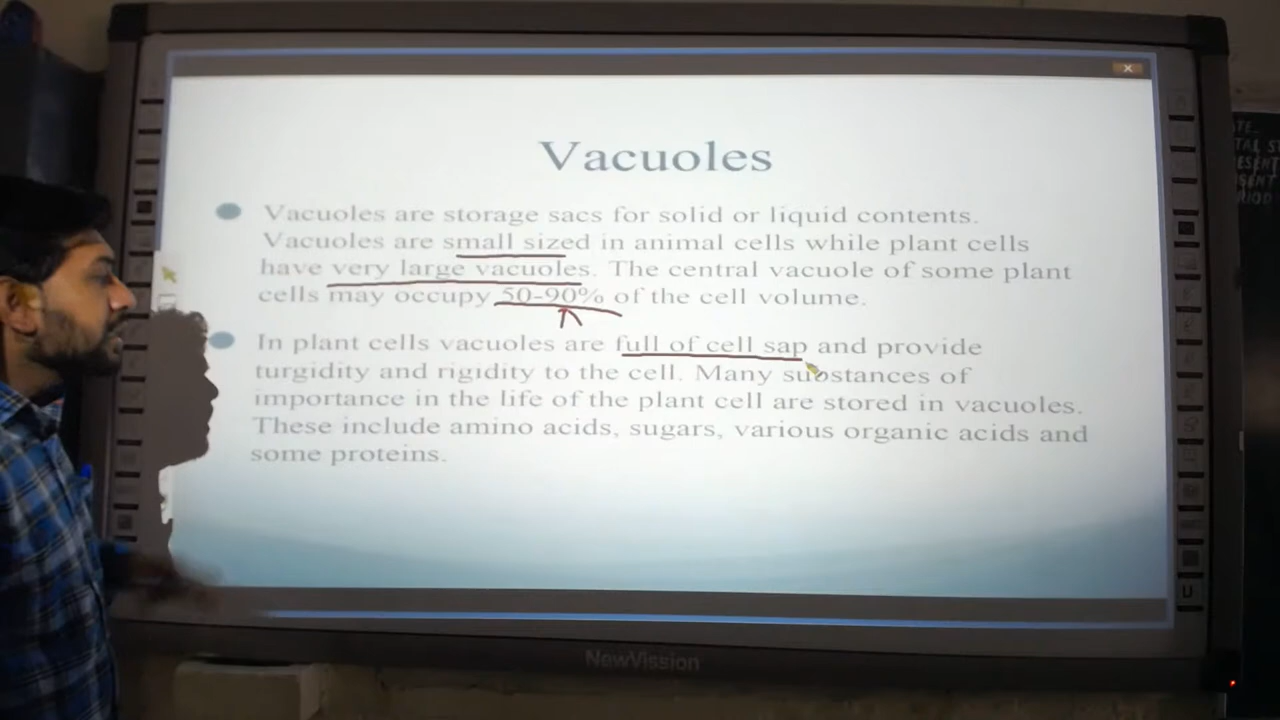 Vacuoles
Vacuoles are storage sacs for solid or liquid contents.
Vacuoles are small sized in animal cells while plant cells
have very large vacuoles. The central vacuole of some plant
cells may occupy 50-90% of the cell volume.
In plant cells vacuoles are full of cell sap and provide
turgidity and rigidity to the cell. Many substances of
importance in the life of the plant cell are stored in vacuoles.
These include amino acids, sugars, various organic acids and
some proteins.
NewVission